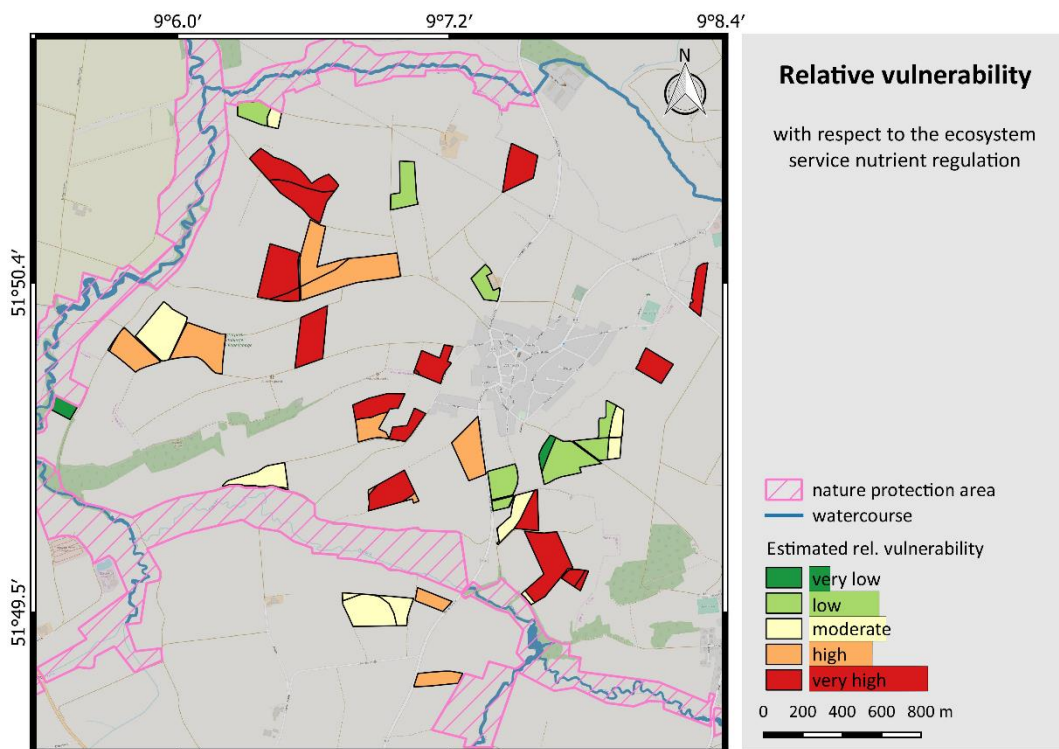 9°6.0′ 9°7.2′ 9°8.4′
N
51°50.4′
51°49.5′
Relative vulnerability
with respect to the ecosystem
service nutrient regulation
nature protection area
watercourse
Estimated rel. vulnerability
very low
low
moderate
high
very high
0 200 400 600 800 m